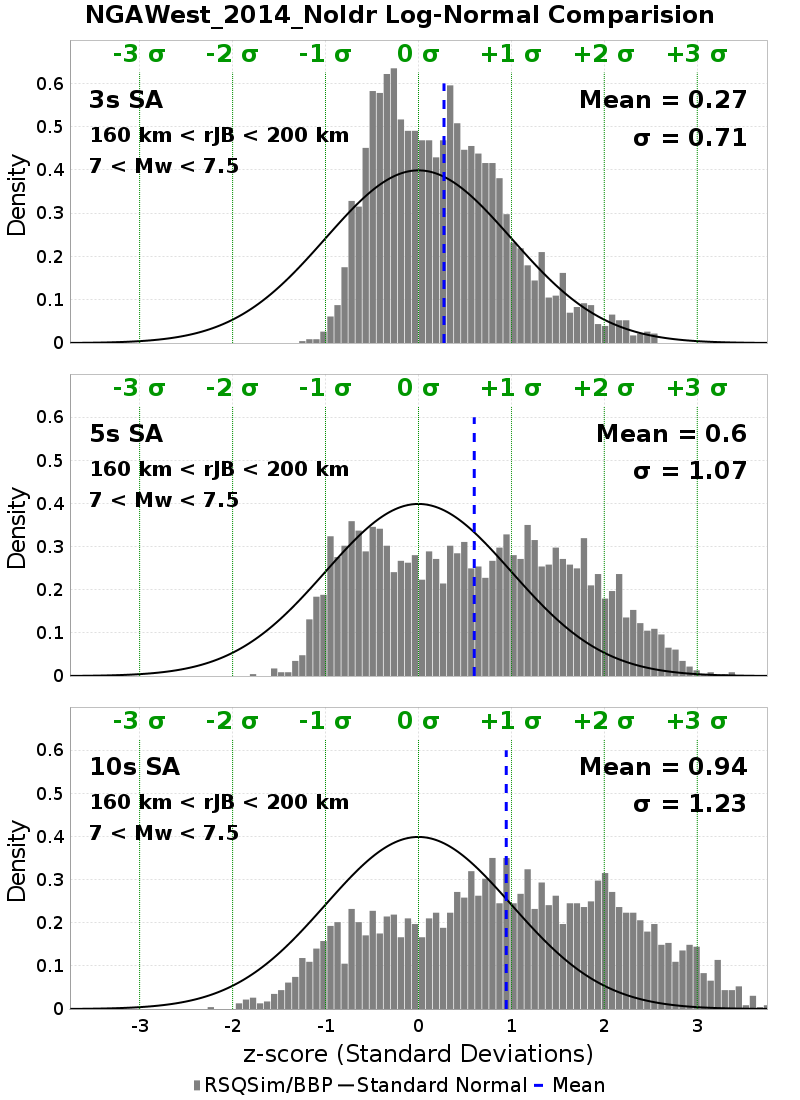 NGAWest_2014_NoIdr Log-Normal Comparision
-3 σ -2 σ -1 σ 0 σ +1 σ +2 σ +3 σ
3s SA
160 km < rJB < 200 km
7 < Mw < 7.5
Mean = 0.27
σ = 0.71
Density
0.6
0.5
0.4
0.3
0.2
0.1
0
-3 σ -2 σ -1 σ 0 σ +1 σ +2 σ +3 σ
5s SA
160 km < rJB < 200 km
7 < Mw < 7.5
Mean = 0.6
σ = 1.07
Density
0.6
0.5
0.4
0.3
0.2
0.1
0
-3 σ -2 σ -1 σ 0 σ +1 σ +2 σ +3 σ
10s SA
160 km < rJB < 200 km
7 < Mw < 7.5
Mean = 0.94
σ = 1.23
Density
0.6
0.5
0.4
0.3
0.2
0.1
0
-3 -2 -1 0 1 2 3
z-score (Standard Deviations)
RSQSim/BBP Standard Normal Mean